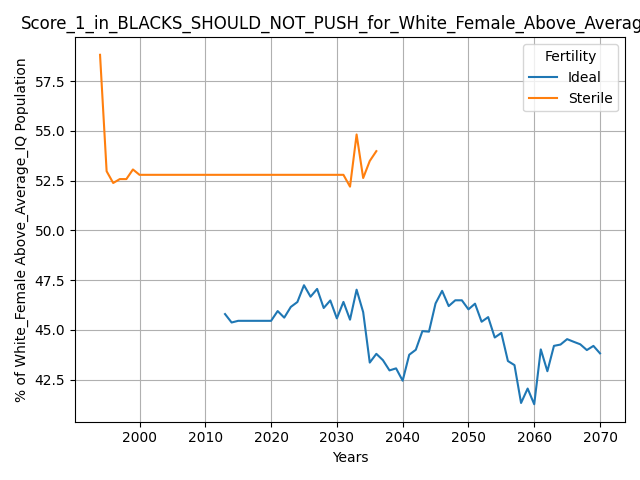 Score_1_in_BLACKS_SHOULD_NOT_PUSH_for_White_Female_Above_Averag
Fertility
Ideal
Sterile
% of White_Female Above_Average_IQ Population
57.5
55.0
52.5
50.0
47.5
45.0
42.5
2000
2010
2020
2030
2040
2050
2060
2070
Years